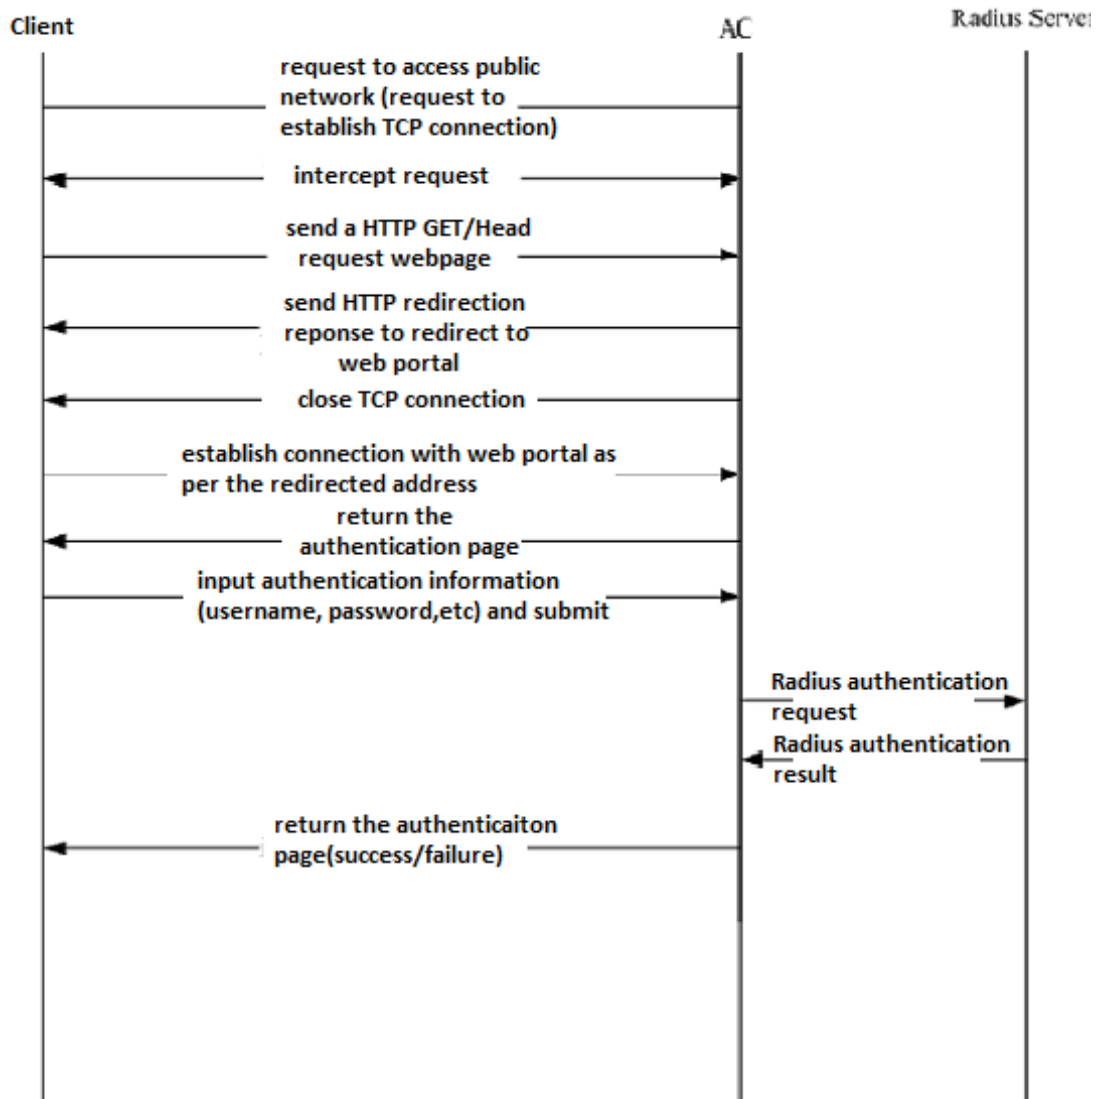 Client
AC
Radius Server
request to access public
network (request to
establish TCP connection)
intercept request
send a HTTP GET/Head
request webpage
send HTTP redirection
reponse to redirect to
web portal
close TCP connection
establish connection with web portal as
per the redirected address
return the
authentication page
input authentication information
(username, password,etc) and submit
Radius authentication
request
Radius authentication
result
return the authenticaiton
page(success/failure)